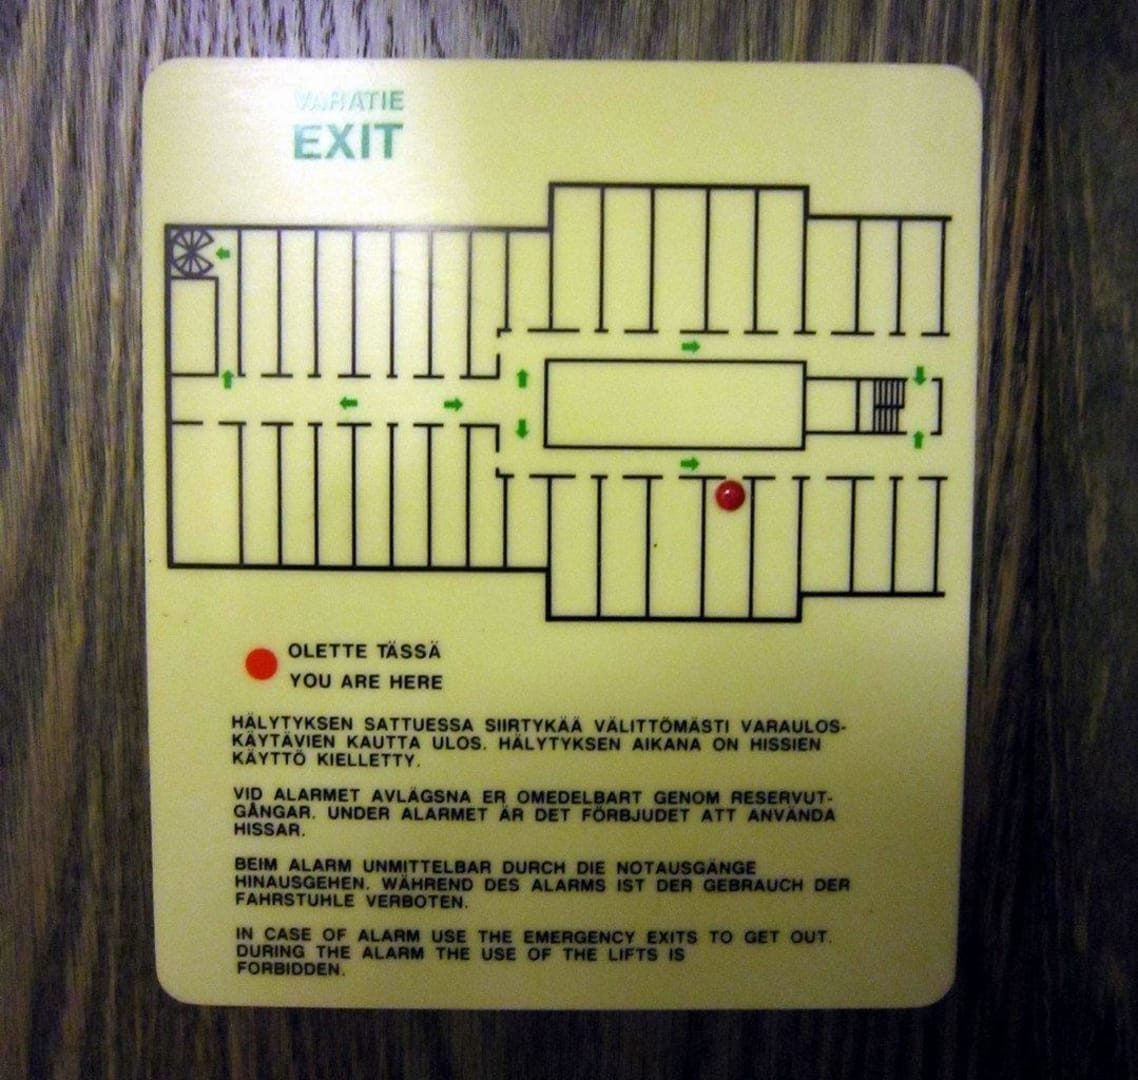 VARATIE
EXIT
OLETTE TÄSSÄ
YOU ARE HERE
HÄLYTYKSEN SATTUESSA SIIRTYKÄÄ VÄLITTÖMÄSTI VARAULOS-
KÄYTÄVIEN KAUTTA ULOS. HÄLYTYKSEN AIKANA ON HISSIEN
KÄYTTÖ KIELLETTY.
VID ALARMET AVLÄGSNA ER OMEDELBART GENOM RESERVUT-
GÅNGAR. UNDER ALARMET ÄR DET FÖRBJUDET ATT ANVÄNDA
HISSAR.
BEIM ALARM UNMITTELBAR DURCH DIE NOTAUSGÄNGE
HINAUSGEHEN. WÄHREND DES ALARMS IST DER GEBRAUCH DER
FAHRSTUHLE VERBOTEN.
IN CASE OF ALARM USE THE EMERGENCY EXITS TO GET OUT.
DURING THE ALARM THE USE OF THE LIFTS IS
FORBIDDEN.